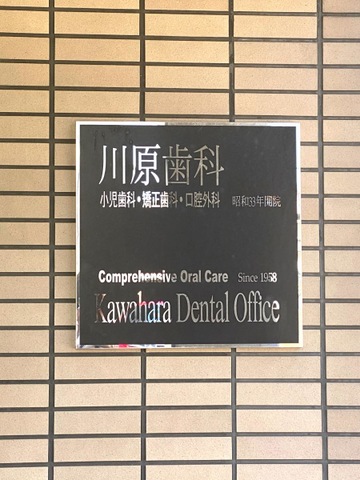 川原歯科
小児歯科・矯正歯科・口腔外科 昭和33年開院
Comprehensive Oral Care Since 1958
Kawahara Dental Office